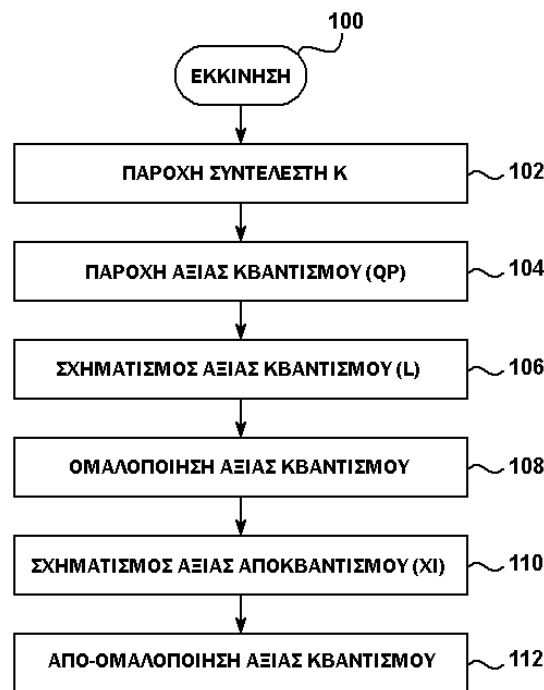 100
ΕΚΚΙΝΗΣΗ
ΠΑΡΟΧΗ ΣΥΝΤΕΛΕΣΤΗ Κ
102
ΠΑΡΟΧΗ ΑΞΙΑΣ ΚΒΑΝΤΙΣΜΟΥ (QP)
104
ΣΧΗΜΑΤΙΣΜΟΣ ΑΞΙΑΣ ΚΒΑΝΤΙΣΜΟΥ (L)
106
ΟΜΑΛΟΠΟΙΗΣΗ ΑΞΙΑΣ ΚΒΑΝΤΙΣΜΟΥ
108
ΣΧΗΜΑΤΙΣΜΟΣ ΑΞΙΑΣ ΑΠΟΚΒΑΝΤΙΣΜΟΥ (XI)
110
ΑΠΟ-ΟΜΑΛΟΠΟΙΗΣΗ ΑΞΙΑΣ ΚΒΑΝΤΙΣΜΟΥ
112